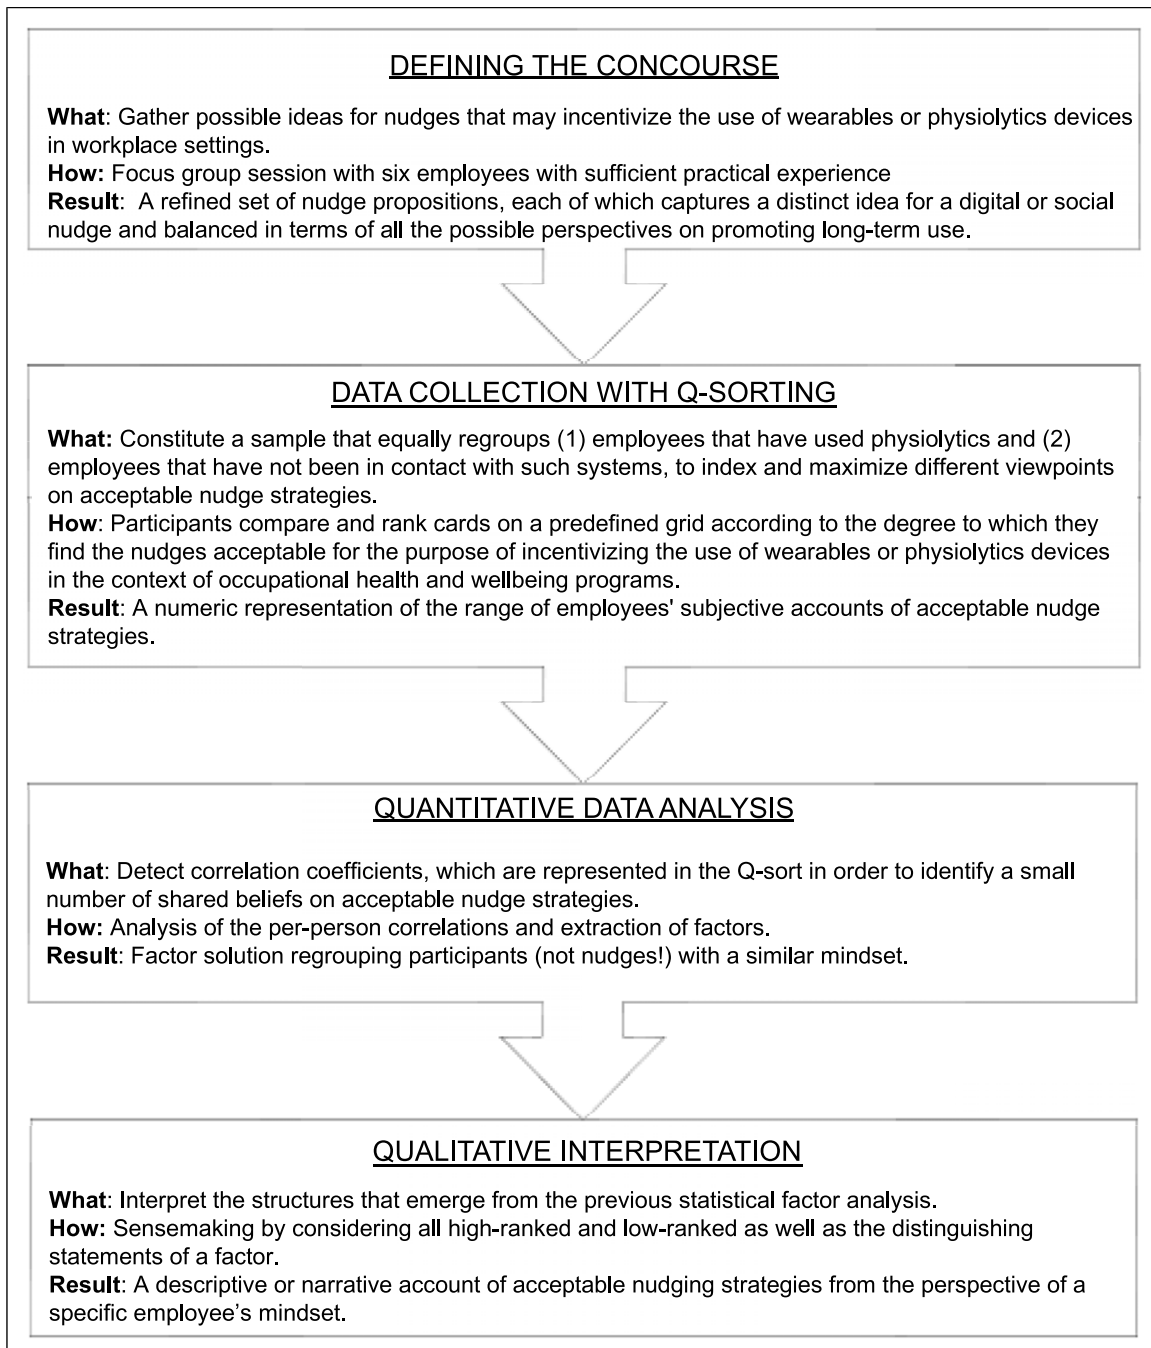 DEFINING THE CONCOURSE
What: Gather possible ideas for nudges that may incentivize the use of wearables or physiolytics devices
in workplace settings.
How: Focus group session with six employees with sufficient practical experience
Result: A refined set of nudge propositions, each of which captures a distinct idea for a digital or social
nudge and balanced in terms of all the possible perspectives on promoting long-term use.
DATA COLLECTION WITH Q-SORTING
What: Constitute a sample that equally regroups (1) employees that have used physiolytics and (2)
employees that have not been in contact with such systems, to index and maximize different viewpoints
on acceptable nudge strategies.
How: Participants compare and rank cards on a predefined grid according to the degree to which they
find the nudges acceptable for the purpose of incentivizing the use of wearables or physiolytics devices
in the context of occupational health and wellbeing programs.
Result: A numeric representation of the range of employees' subjective accounts of acceptable nudge
strategies.
QUANTITATIVE DATA ANALYSIS
What: Detect correlation coefficients, which are represented in the Q-sort in order to identify a small
number of shared beliefs on acceptable nudge strategies.
How: Analysis of the per-person correlations and extraction of factors.
Result: Factor solution regrouping participants (not nudges!) with a similar mindset.
QUALITATIVE INTERPRETATION
What: Interpret the structures that emerge from the previous statistical factor analysis.
How: Sensemaking by considering all high-ranked and low-ranked as well as the distinguishing
statements of a factor.
Result: A descriptive or narrative account of acceptable nudging strategies from the perspective of a
specific employee’s mindset.